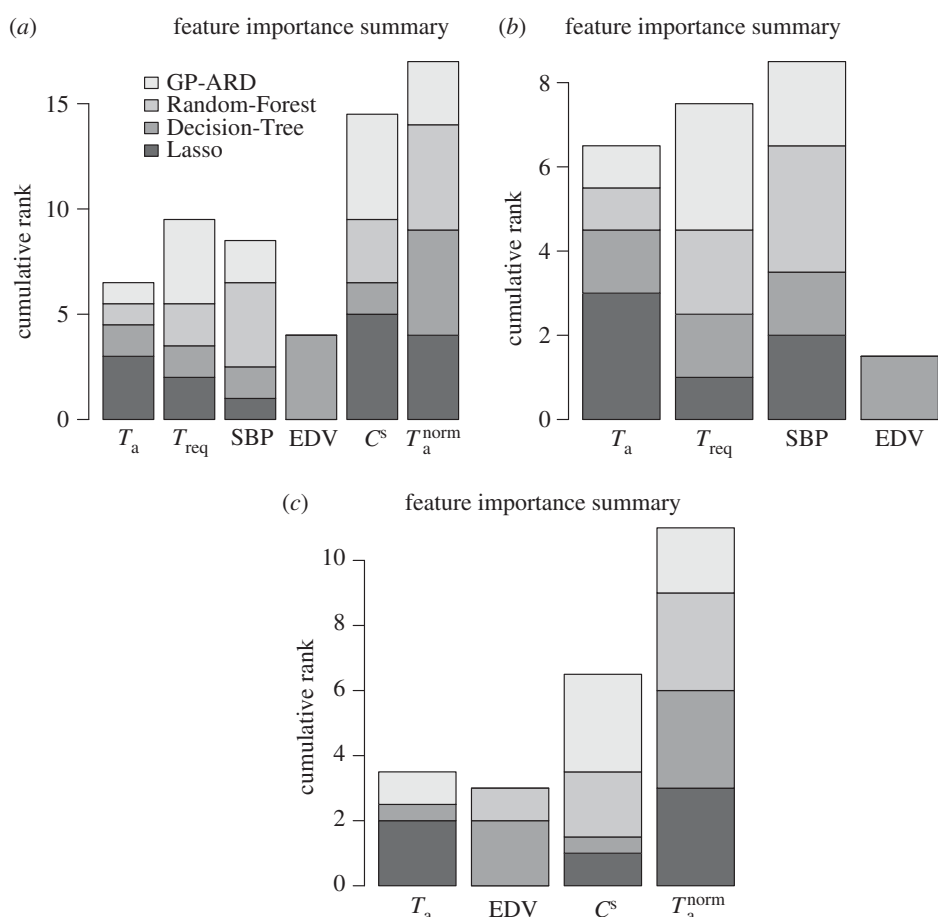 (a) feature importance summary
GP-ARD
Random-Forest
Decision-Tree
Lasso
cumulative rank
15
10
5
0
Ta Treq SBP EDV Cs Tanorm
(b) feature importance summary
cumulative rank
8
6
4
2
0
Ta Treq SBP EDV
(c) feature importance summary
cumulative rank
10
8
6
4
2
0
Ta EDV Cs Tanorm